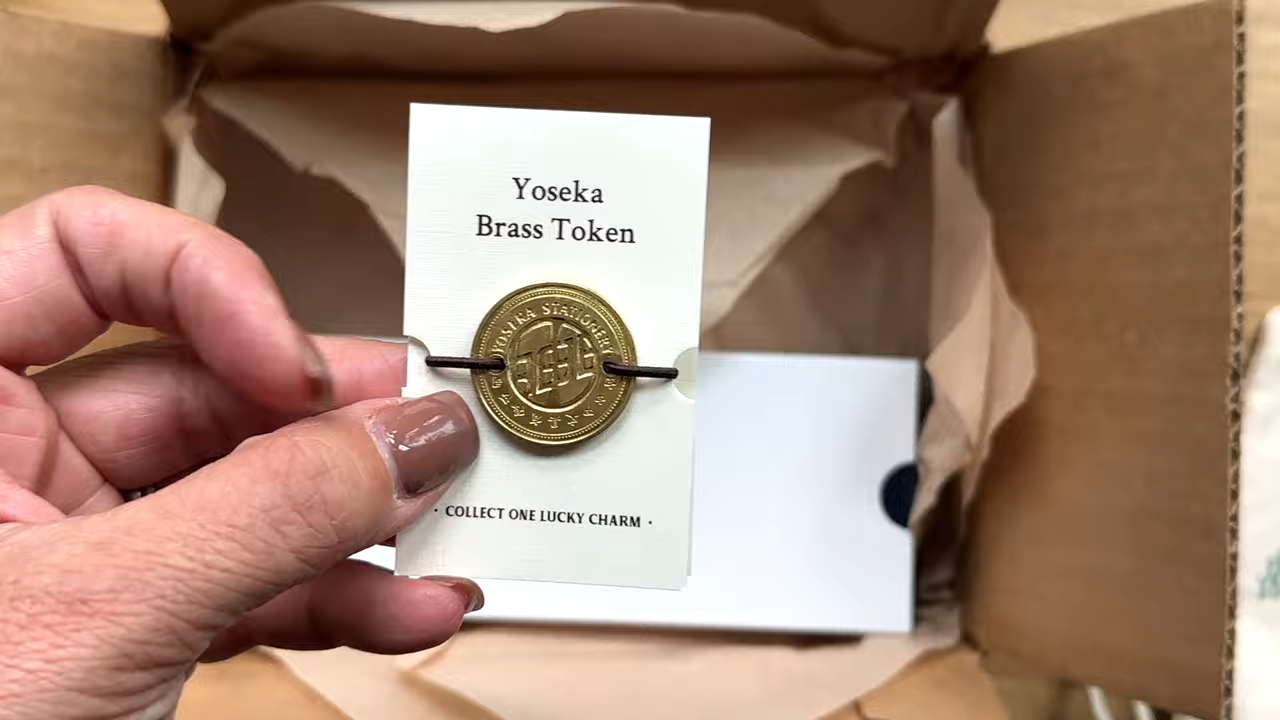 Yoseka
Brass Token
YOSEKA STATIONERY
· COLLECT ONE LUCKY CHARM ·